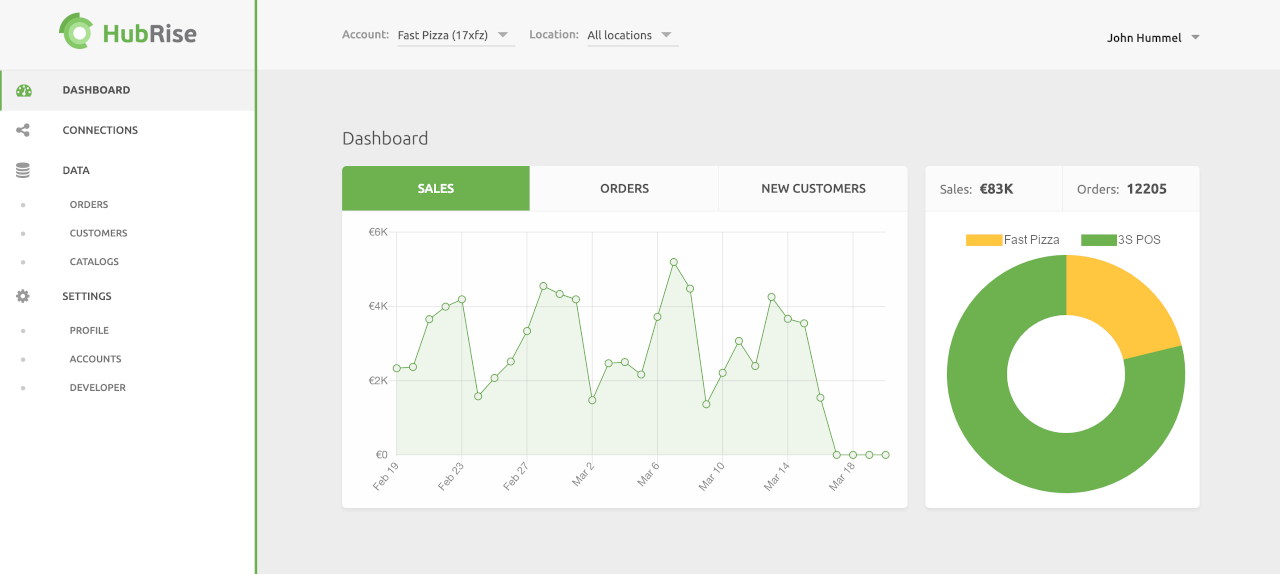 HubRise
Account: Fast Pizza (17xfz) Location: All locations
John Hummel
DASHBOARD
CONNECTIONS
DATA
ORDERS
CUSTOMERS
CATALOGS
SETTINGS
PROFILE
ACCOUNTS
DEVELOPER
Dashboard
SALES ORDERS NEW CUSTOMERS
€6K
€4K
€2K
€0
Feb 19 Feb 23 Feb 27 Mar 2 Mar 6 Mar 10 Mar 14 Mar 18
Sales: €83K Orders: 12205
Fast Pizza 3S POS